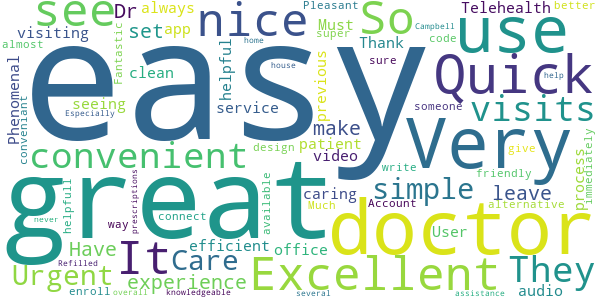 see Dr always nice So Pleasant Telehealth better
visiting set app Must Thank Campbell use
almost Fantastic helpful super code
easy home sure Quick
Phenomenal clean previous house someone help
seeing service visits
Especially make Very
conveniant patient
convenient design video write friendly process immediately
great helpfull prescriptions caring simple leave give
available Much Account doctor alternative
never way connect User
It Have efficient office
Urgent Care Excellent They
Refilled experience
enroll overall knowledgeable several assistance audio